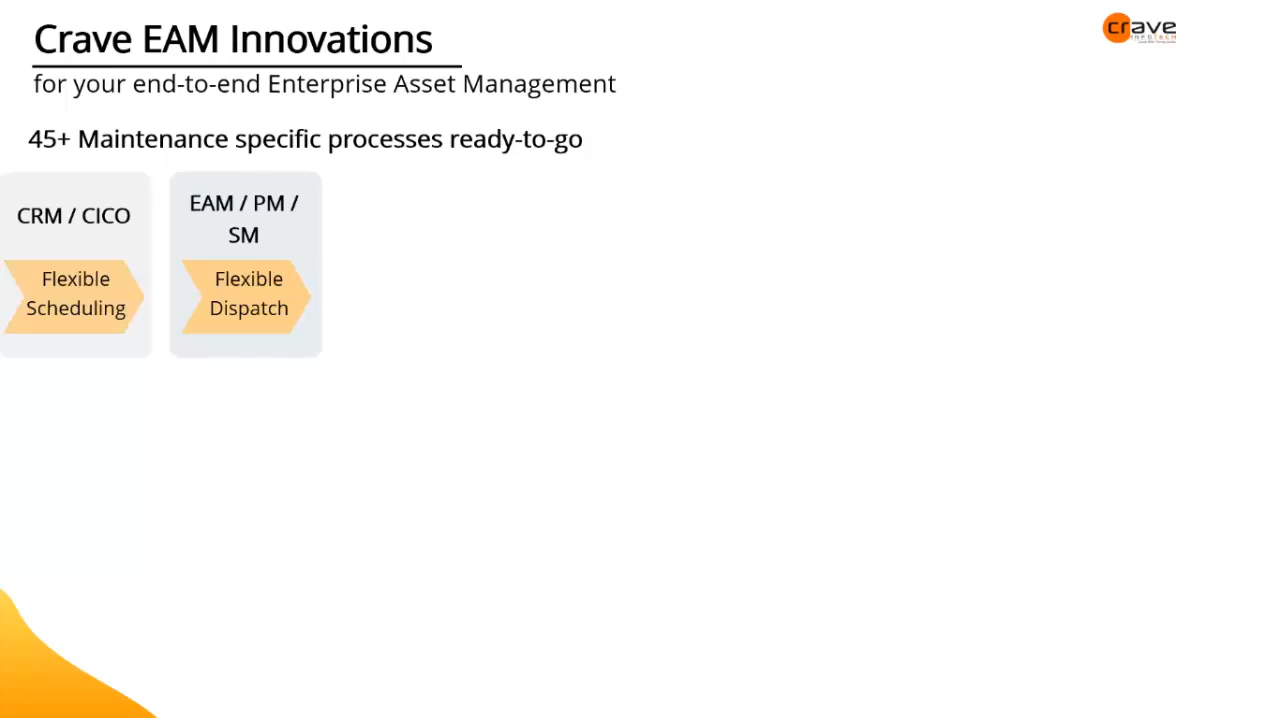 Crave EAM Innovations
crave
INFOTECH
for your end-to-end Enterprise Asset Management
45+ Maintenance specific processes ready-to-go
CRM / CICO
Flexible
Scheduling
EAM / PM /
SM
Flexible
Dispatch